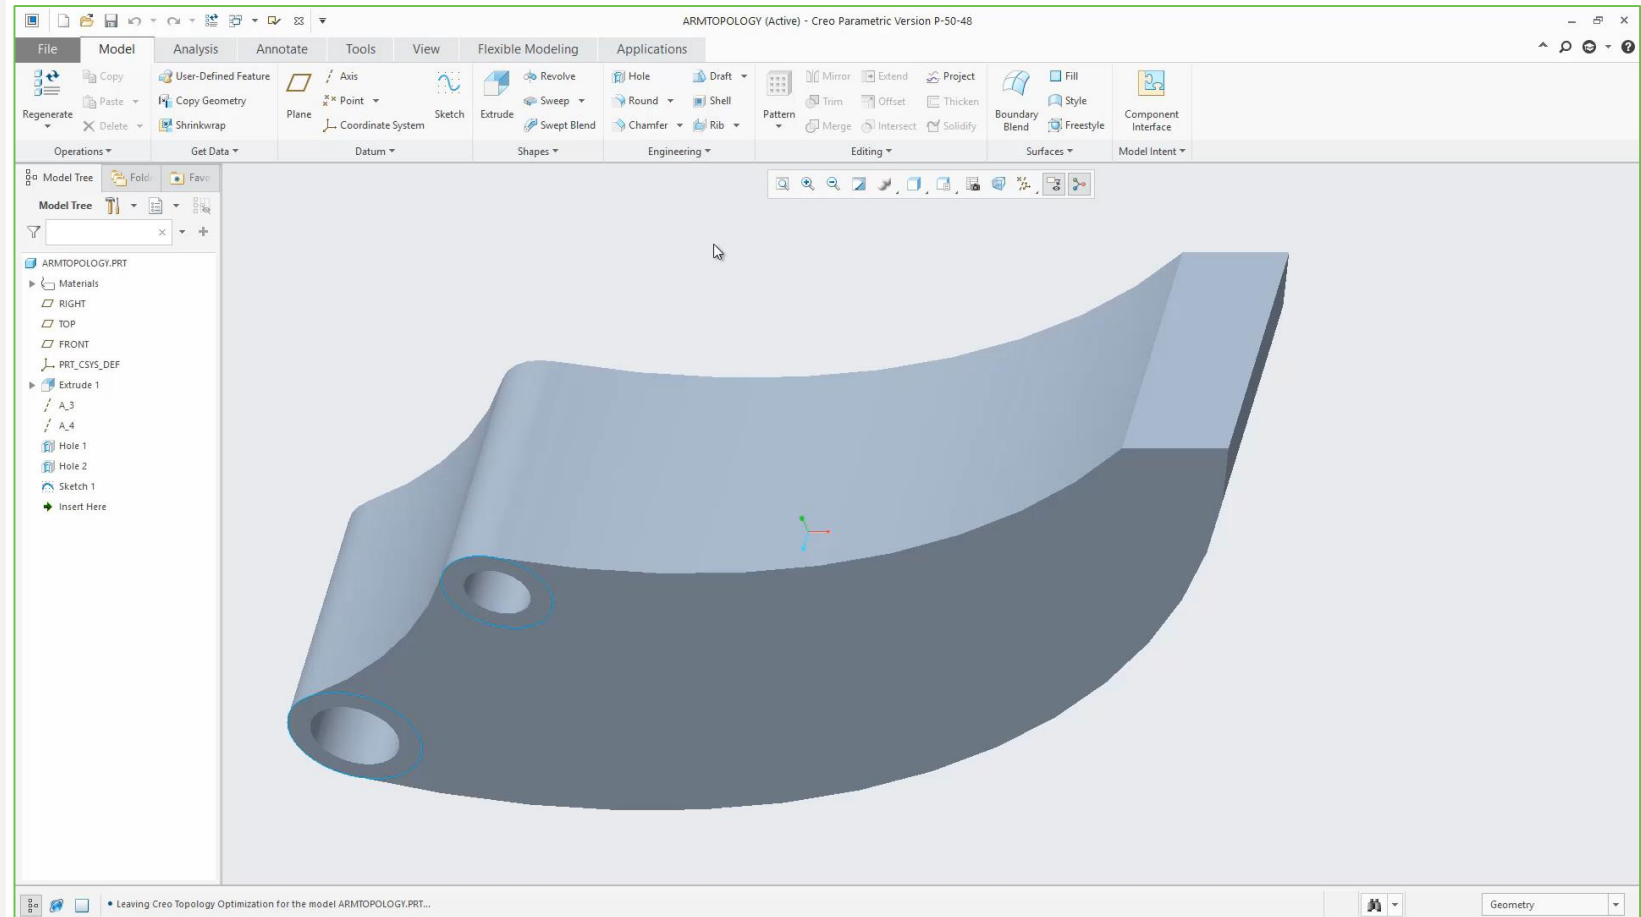 ARMTOPOLOGY (Active) - Creo Parametric Version P-50-48
File Model Analysis Annotate Tools View Flexible Modeling Applications
Copy User-Defined Feature Axis Revolve Hole Draft Mirror Extend Project Fill
Paste Copy Geometry Point Sweep Round Shell Trim Offset Thicken Style
Regenerate Plane Sketch Extrude Pattern Boundary Blend Component Interface
Delete Shrinkwrap Coordinate System Swept Blend Chamfer Rib Merge Intersect Solidify Freestyle
Operations Get Data Datum Shapes Engineering Editing Surfaces Model Intent
Model Tree Fold Favo
Model Tree
ARMTOPOLOGY.PRT
Materials
RIGHT
TOP
FRONT
PRT_CSYS_DEF
Extrude 1
A_3
A_4
Hole 1
Hole 2
Sketch 1
Insert Here
• Leaving Creo Topology Optimization for the model ARMTOPOLOGY.PRT...
Geometry